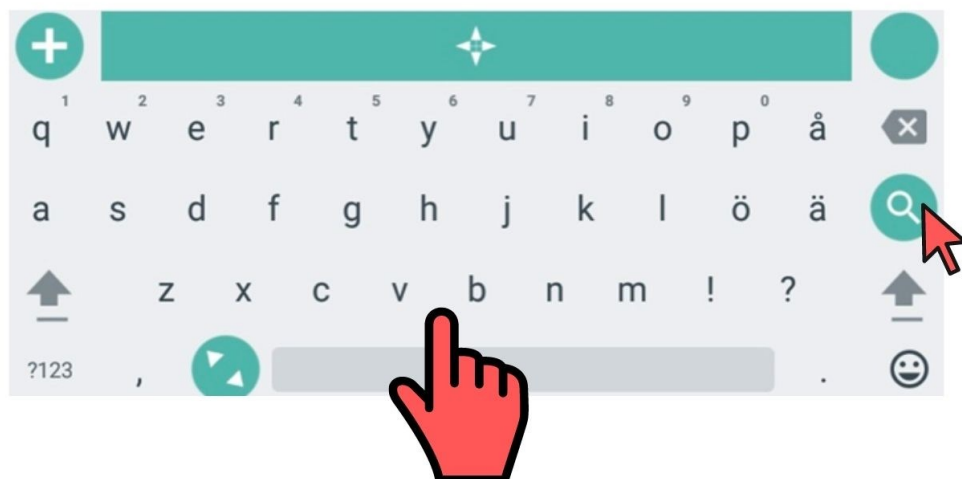 1 2 3 4 5 6 7 8 9 0
q w e r t y u i o p å
a s d f g h j k l ö ä
z x c v b n m ! ?
?123 , .